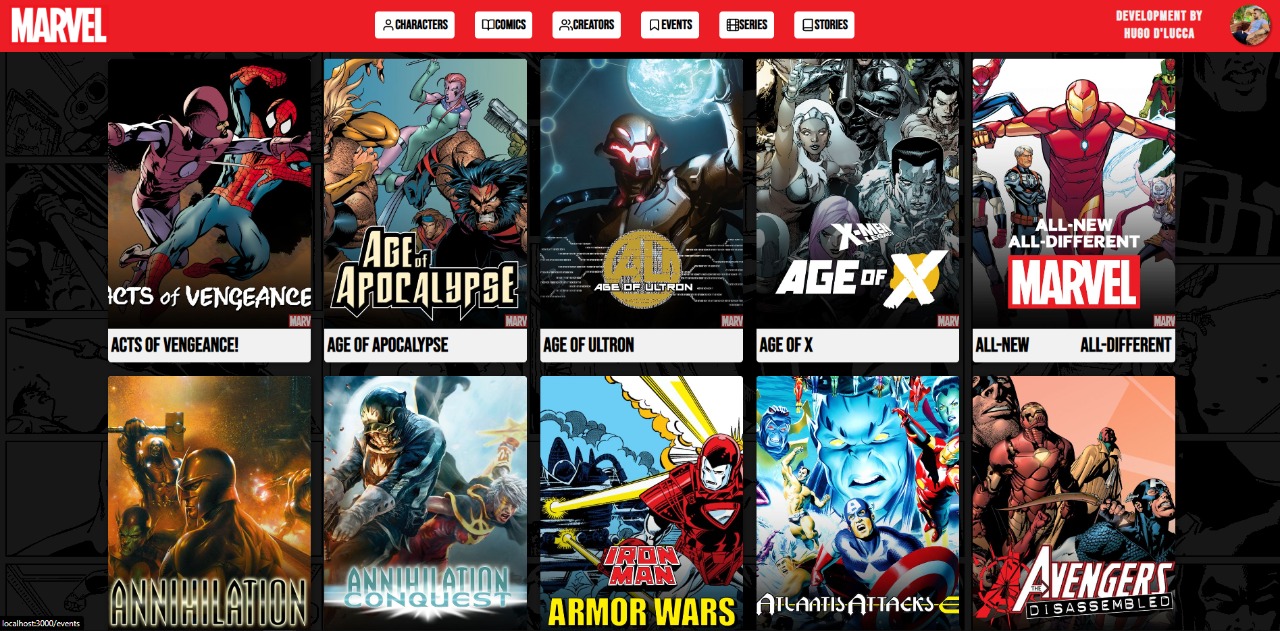 MARVEL
CHARACTERS
COMICS
CREATORS
EVENTS
SERIES
STORIES
DEVELOPMENT BY
HUGO D'LUCCA
ACTS of VENGEANCE
MARV
ACTS OF VENGEANCE!
AGE of
APOCALYPSE
MARV
AGE OF APOCALYPSE
AU
AGE OF ULTRON
AGE OF ULTRON
X-MEN
LEGACY
AGE OF X
MARV
AGE OF X
ALL-NEW
ALL-DIFFERENT
MARVEL
MARV
ALL-NEW ALL-DIFFERENT
ANNIHILATION
ANNIHILATION
CONQUEST
IRON
MAN
ARMOR WARS
ATLANTIS ATTACKS
THE
AVENGERS
DISASSEMBLED
localhost:3000/events